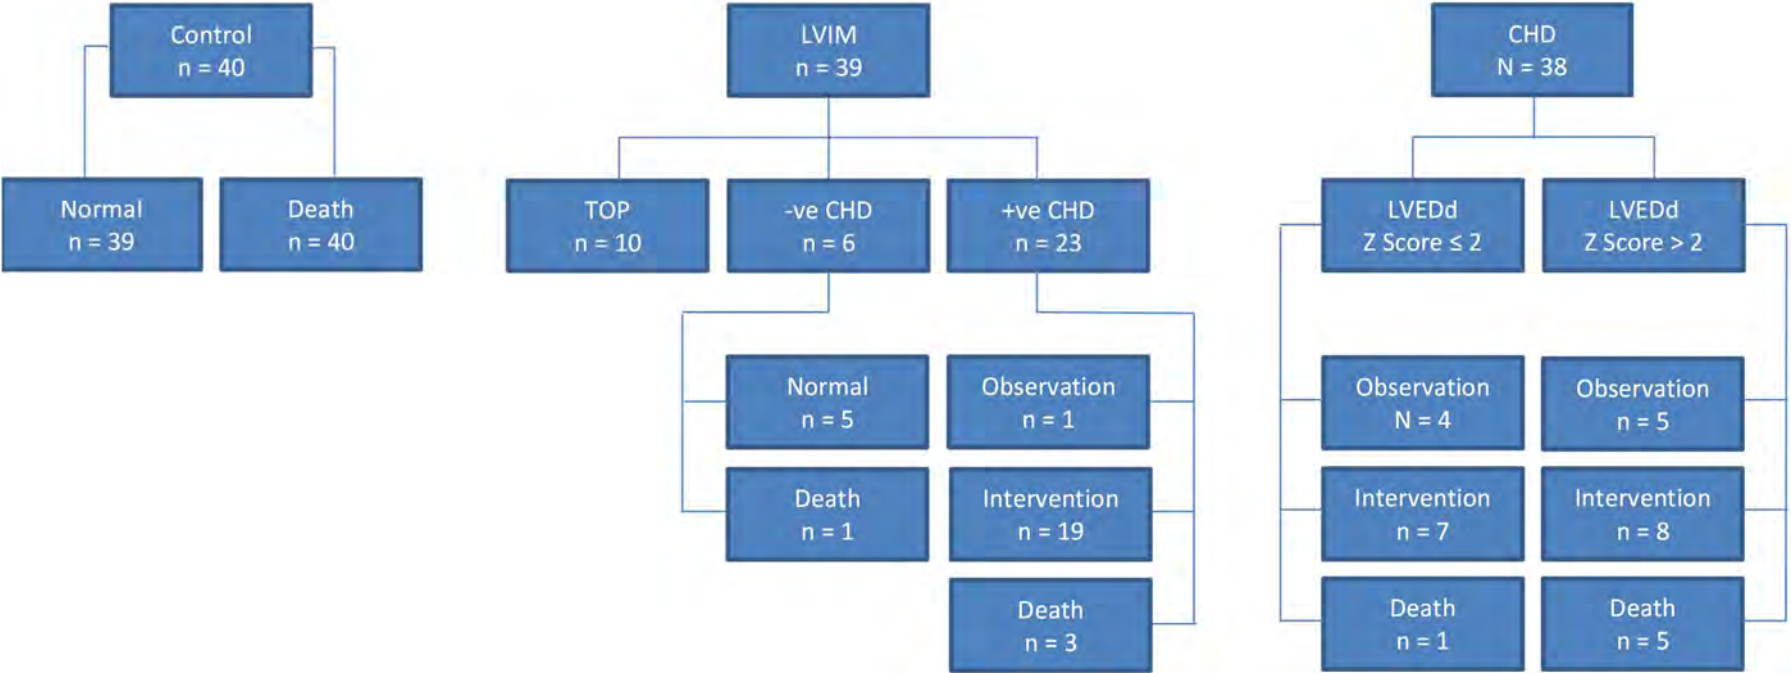 Control
n = 40
Normal
n = 39
Death
n = 40
LVIM
n = 39
TOP
n = 10
-ve CHD
n = 6
+ve CHD
n = 23
Normal
n = 5
Death
n = 1
Observation
n = 1
Intervention
n = 19
Death
n = 3
CHD
N = 38
LVEDd
Z Score ≤ 2
LVEDd
Z Score > 2
Observation
N = 4
Intervention
n = 7
Death
n = 1
Observation
n = 5
Intervention
n = 8
Death
n = 5